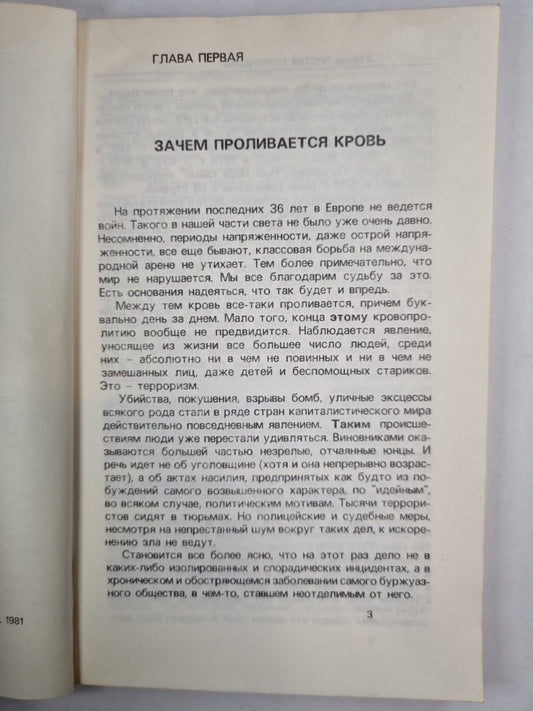 ГЛАВА ПЕРВАЯ
ЗАЧЕМ ПРОЛИВАЕТСЯ КРОВЬ
На протяжении последних 36 лет в Европе не ведется
войн. Такого в нашей части света не было уже очень давно.
Несомненно, периоды напряженности, даже острой напря-
женности, все еще бывают, классовая борьба на междуна-
родной арене не утихает. Тем более примечательно, что
мир не нарушается. Мы все благодарим судьбу за это.
Есть основания надеяться, что так будет и впредь.
Между тем кровь все-таки проливается, причем бук-
вально день за днем. Мало того, конца этому кровопро-
литию вообще не предвидится. Наблюдается явление,
уносящее из жизни все большее число людей, среди
них – абсолютно ни в чем не повинных и ни в чем не
замешанных лиц, даже детей и беспомощных стариков.
Это – терроризм.
Убийства, покушения, взрывы бомб, уличные эксцессы
всякого рода стали в ряде стран капиталистического мира
действительно повседневным явлением. Таким происше-
ствиям люди уже перестали удивляться. Виновниками ока-
зываются большей частью незрелые, отчаянные юнцы. И
речь идет не об уголовщине (хотя и она непрерывно возрас-
тает), а об актах насилия, предпринятых как будто из по-
буждений самого возвышенного характера, по "идейным",
во всяком случае, политическим мотивам. Тысячи террори-
стов сидят в тюрьмах. Но полицейские и судебные меры,
несмотря на непрестанный шум вокруг таких дел, к искоре-
нению зла не ведут.
Становится все более ясно, что на этот раз дело не в
каких-либо изолированных и спорадических инцидентах, а в
хроническом и обостряющемся заболевании самого буржуаз-
ного общества, в чем-то, ставшем неотделимым от него.
3
1981